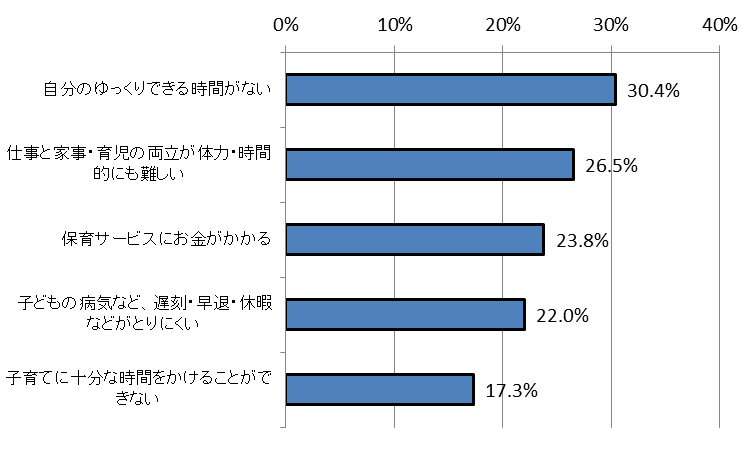 0% 10% 20% 30% 40%
自分のゆっくりできる時間がない
30.4%
仕事と家事・育児の両立が体力・時間
的にも難しい
26.5%
保育サービスにお金がかかる
23.8%
子どもの病気など、遅刻・早退・休暇
などがとりにくい
22.0%
子育てに十分な時間をかけることがで
きない
17.3%